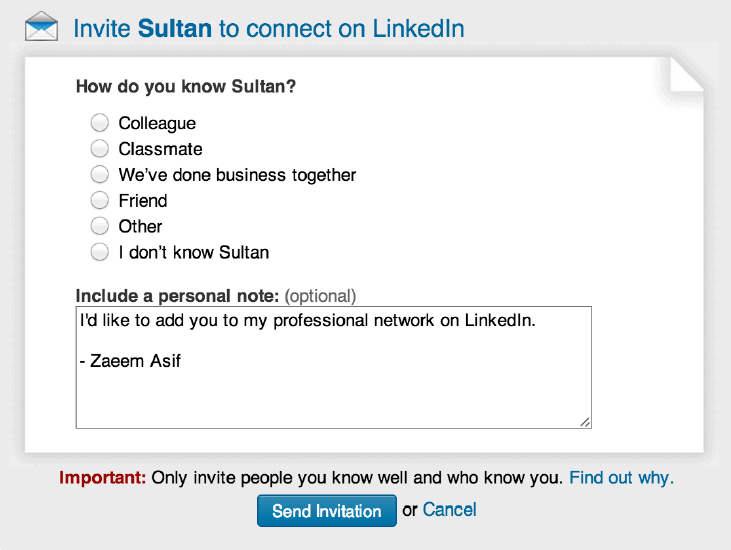 Invite Sultan to connect on LinkedIn
How do you know Sultan?
Colleague
Classmate
We've done business together
Friend
Other
I don't know Sultan
Include a personal note: (optional)
I'd like to add you to my professional network on LinkedIn.
- Zaeem Asif
Important: Only invite people you know well and who know you. Find out why.
Send Invitation or Cancel